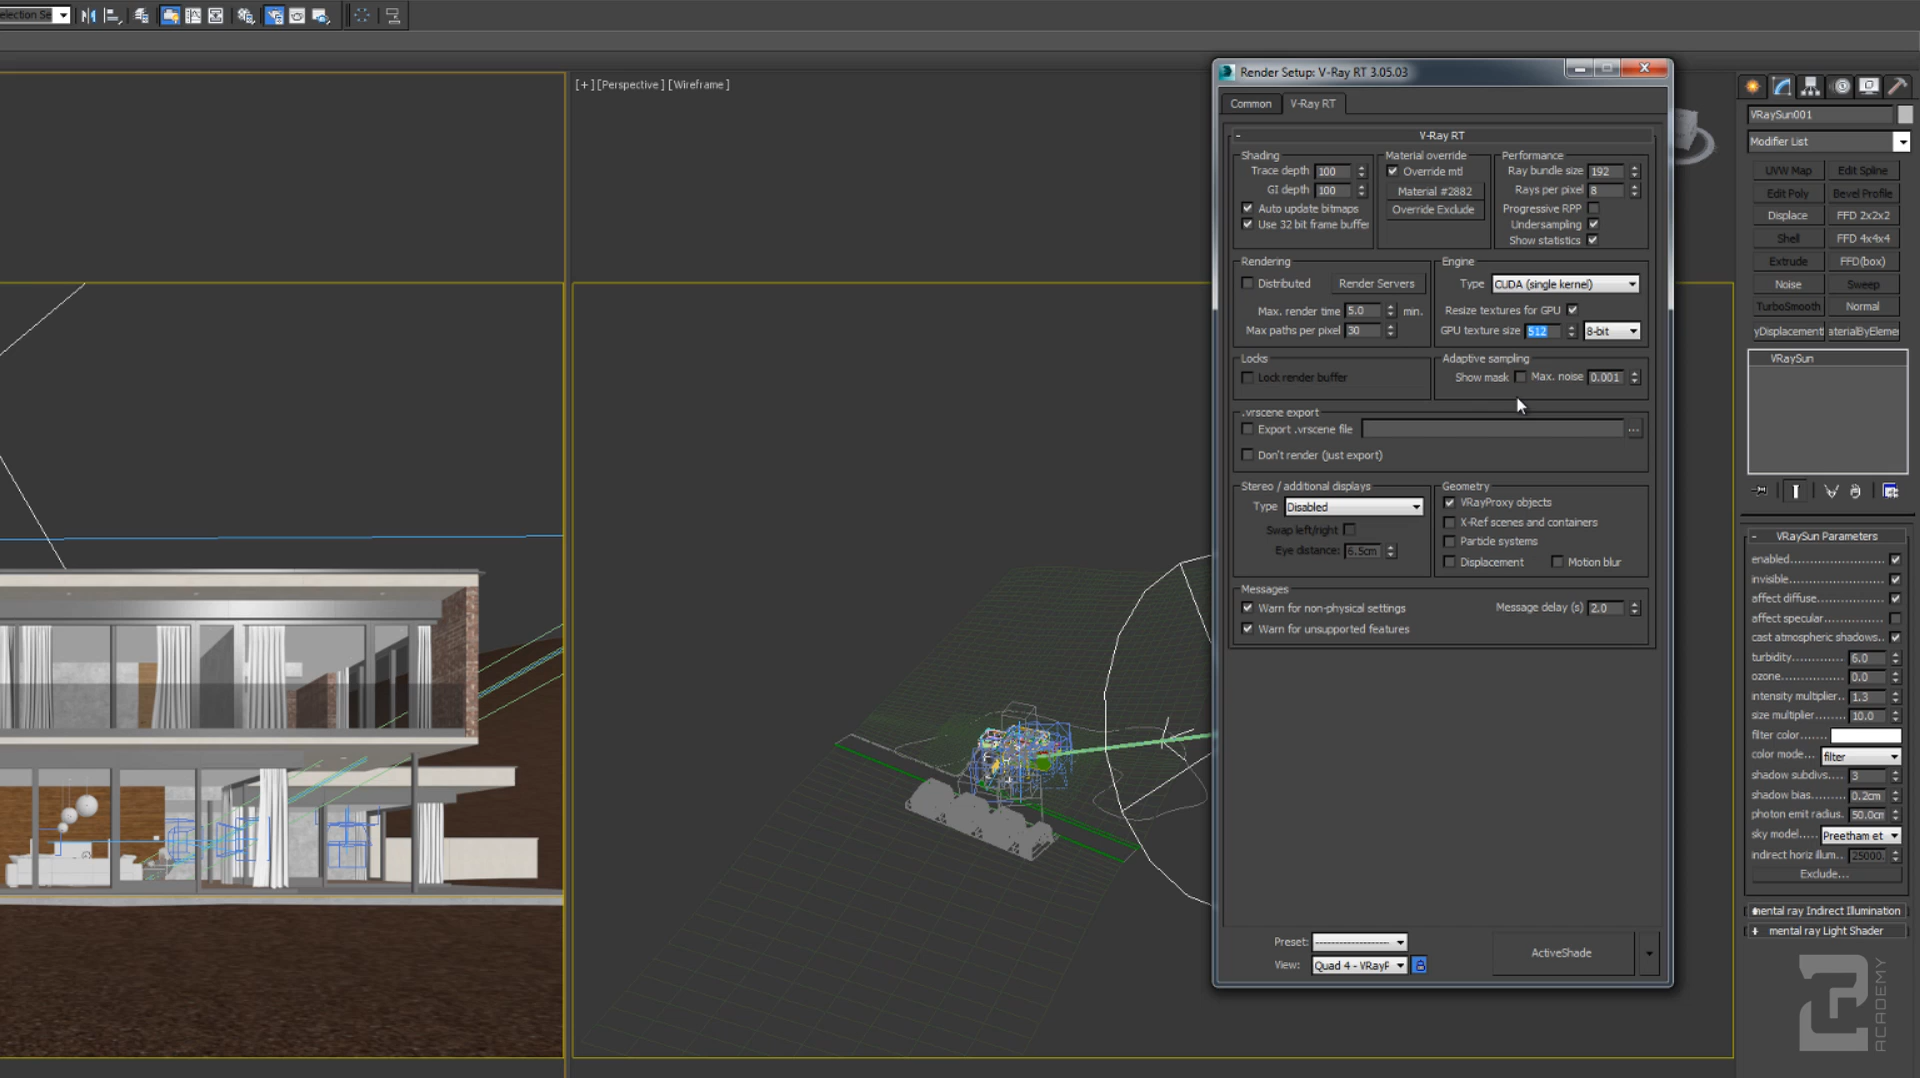 election Se
[+] [Perspective] [Wireframe]
Render Setup: V-Ray RT 3.05.03
Common
V-Ray RT
- V-Ray RT
Shading
Trace depth 100
GI depth 100
Auto update bitmaps
Use 32 bit frame buffer
Material override
Override mtl
Material #2882
Override Exclude
Performance
Ray bundle size 192
Rays per pixel 8
Progressive RPP
Undersampling
Show statistics
Rendering
Distributed
Render Servers
Max. render time 5.0 min.
Max paths per pixel 30
Engine
Type CUDA (single kernel)
Resize textures for GPU
GPU texture size 512 8-bit
Locks
Lock render buffer
Adaptive sampling
Show mask Max. noise 0.001
.vrscene export
Export .vrscene file ...
Don't render (just export)
Stereo / additional displays
Type Disabled
Swap left/right
Eye distance: 6.5cm
Geometry
VRayProxy objects
X-Ref scenes and containers
Particle systems
Displacement Motion blur
Messages
Warn for non-physical settings
Message delay (s) 2.0
Warn for unsupported features
Preset: --------------------
View: Quad 4 - VRayP
ActiveShade
VRaySun001
Modifier List
UVW Map Edit Spline
Edit Poly Bevel Profile
Displace FFD 2x2x2
Shell FFD 4x4x4
Extrude FFD(box)
Noise Sweep
TurboSmooth Normal
yDisplacement aterialByEleme
VRaySun
- VRaySun Parameters
enabled
invisible
affect diffuse
affect specular
cast atmospheric shadows..
turbidity 6.0
ozone 0.0
intensity multiplier.. 1.3
size multiplier 10.0
filter color
color mode... filter
shadow subdivs.... 3
shadow bias 0.2cm
photon emit radius. 50.0cm
sky model..... Preetham et
indirect horiz illum.. 25000.
Exclude...
mental ray Indirect Illumination
+ mental ray Light Shader
ACADEMY